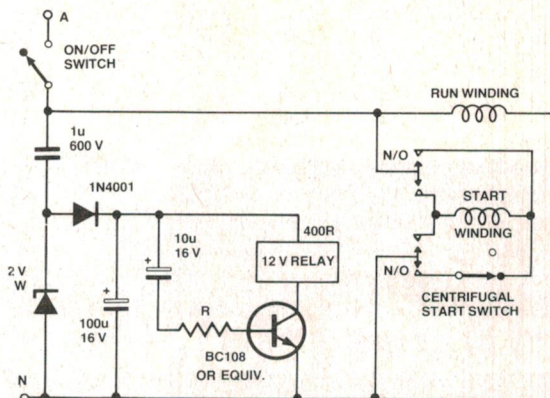 A
ON/OFF
SWITCH
RUN WINDING
1u
600 V
N/O
1N4001
START
WINDING
10u
16 V
400R
12 V RELAY
2 V
W
N/O
+
+
R
100u
16 V
CENTRIFUGAL
START SWITCH
BC108
OR EQUIV.
N